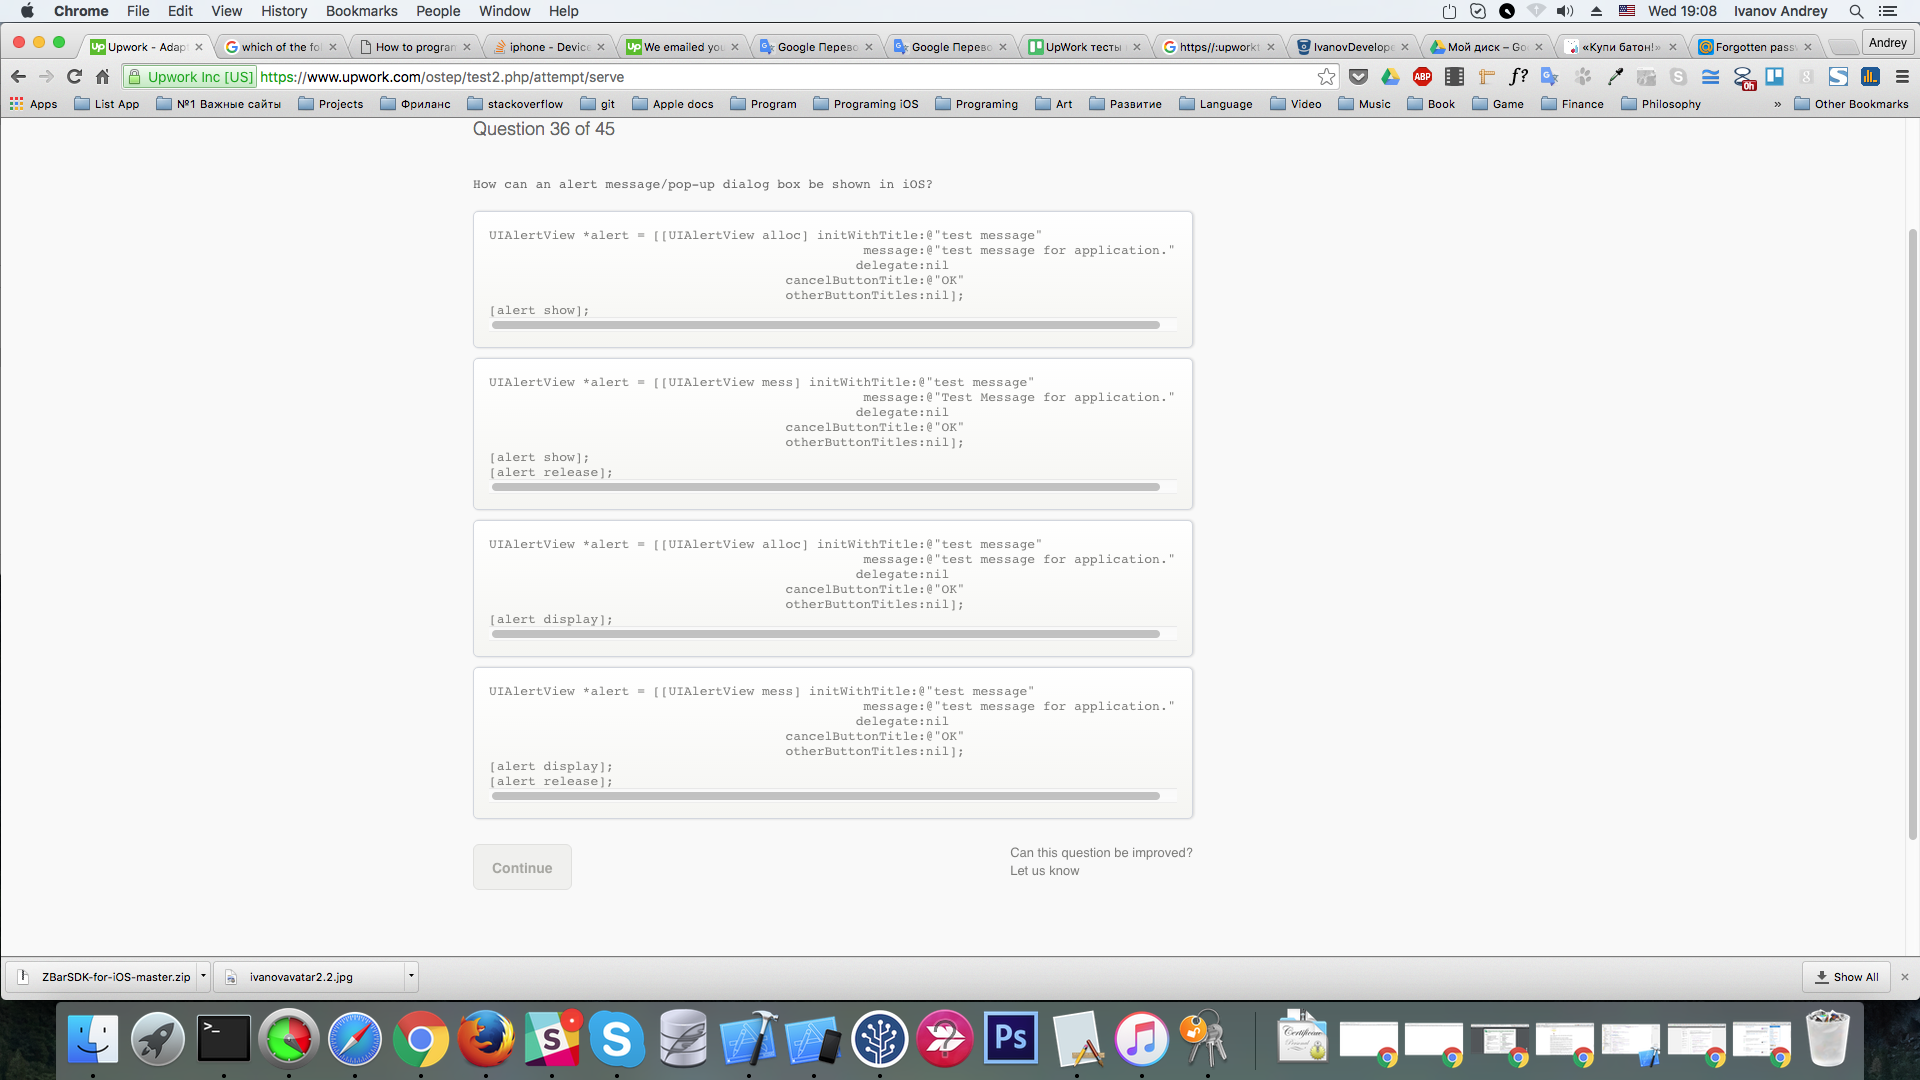 Chrome File Edit View History Bookmarks People Window Help Wed 19:08 Ivanov Andrey
Upwork - Adap which of the fo How to progran iphone - Device We emailed you Google Перево Google Перево UpWork тесты https//:upwork IvanovDevelope Мой диск – Go «Купи батон!» Forgotten pass Andrey
Upwork Inc [US] https://www.upwork.com/ostep/test2.php/attempt/serve
Apps List App №1 Важные сайты Projects Фриланс stackoverflow git Apple docs Program Programing iOS Programing Art Развитие Language Video Music Book Game Finance Philosophy » Other Bookmarks
Question 36 of 45
How can an alert message/pop-up dialog box be shown in iOS?
UIAlertView *alert = [[UIAlertView alloc] initWithTitle:@"test message"
message:@"test message for application."
delegate:nil
cancelButtonTitle:@"OK"
otherButtonTitles:nil];
[alert show];
UIAlertView *alert = [[UIAlertView mess] initWithTitle:@"test message"
message:@"Test Message for application."
delegate:nil
cancelButtonTitle:@"OK"
otherButtonTitles:nil];
[alert show];
[alert release];
UIAlertView *alert = [[UIAlertView alloc] initWithTitle:@"test message"
message:@"test message for application."
delegate:nil
cancelButtonTitle:@"OK"
otherButtonTitles:nil];
[alert display];
UIAlertView *alert = [[UIAlertView mess] initWithTitle:@"test message"
message:@"test message for application."
delegate:nil
cancelButtonTitle:@"OK"
otherButtonTitles:nil];
[alert display];
[alert release];
Continue
Can this question be improved?
Let us know
ZBarSDK-for-iOS-master.zip ivanovavatar2.2.jpg Show All